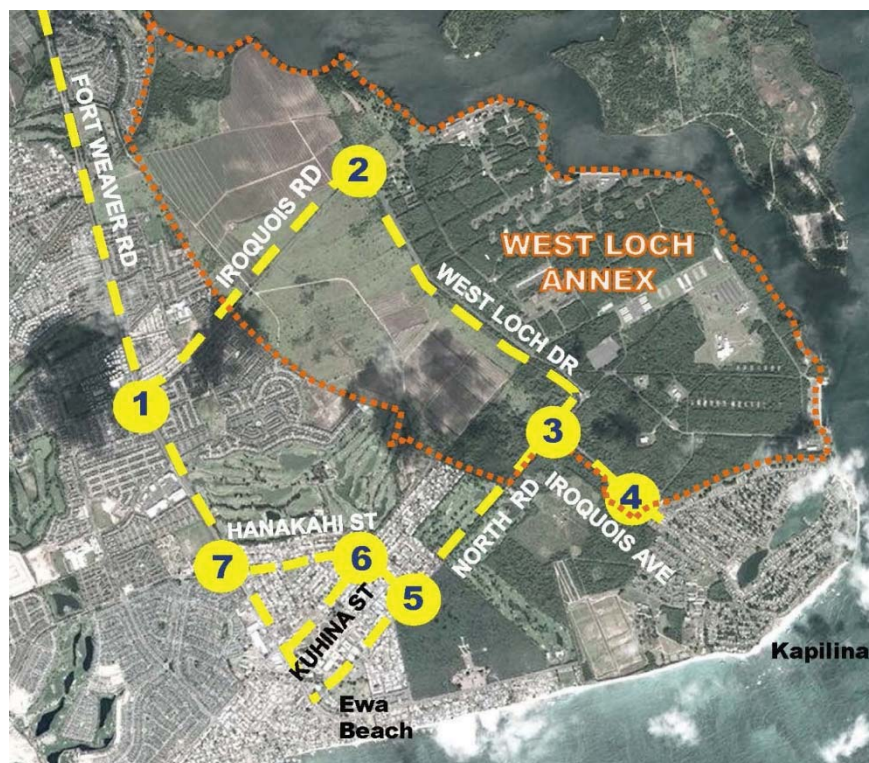 FORT WEAVER RD
2
IROQUOIS RD
WEST LOCH
ANNEX
WEST LOCH DR
1
3
4
NORTH RD
IROQUOIS AVE
HANAKAHI ST
7
6
5
KUHINA ST
Kapilina
Ewa
Beach